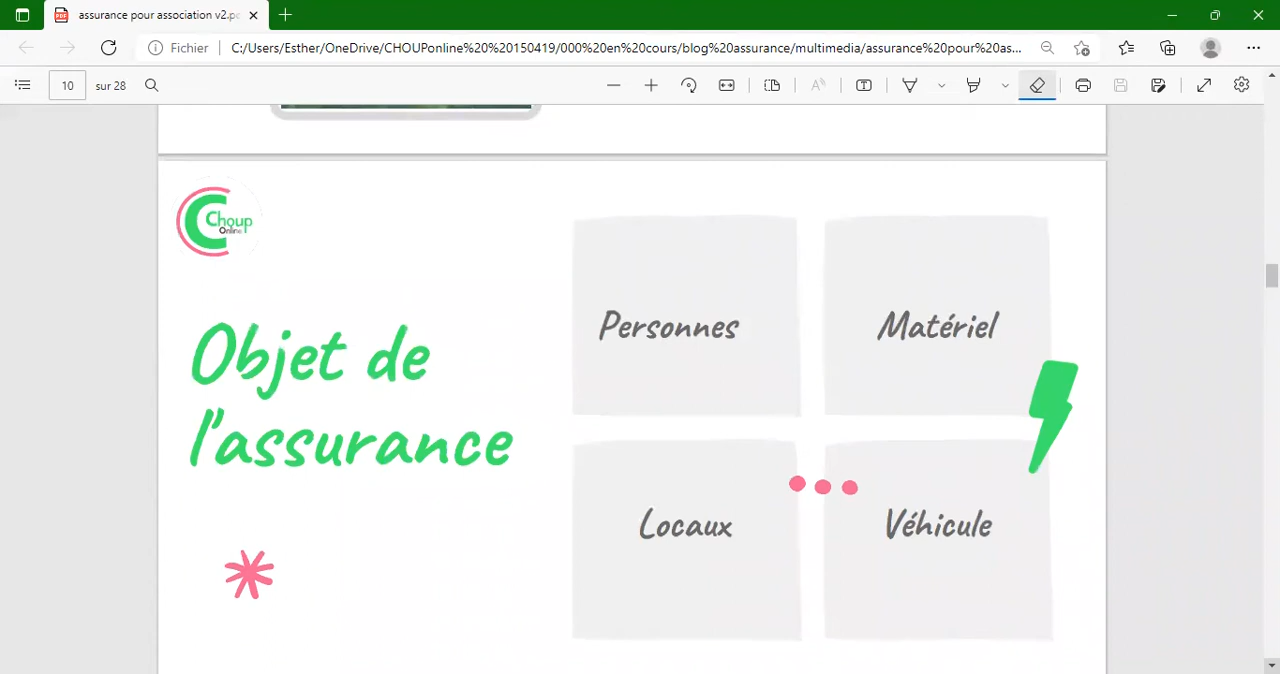 assurance pour association v2.p
Fichier
C:/Users/Esther/OneDrive/CHOUPonline%20%20150419/000%20en%20cours/blog%20assurance/multimedia/assurance%20pour%20as...
10 sur 28
Choup
Online
Objet de
l'assurance
Personnes
Matériel
Locaux
Véhicule